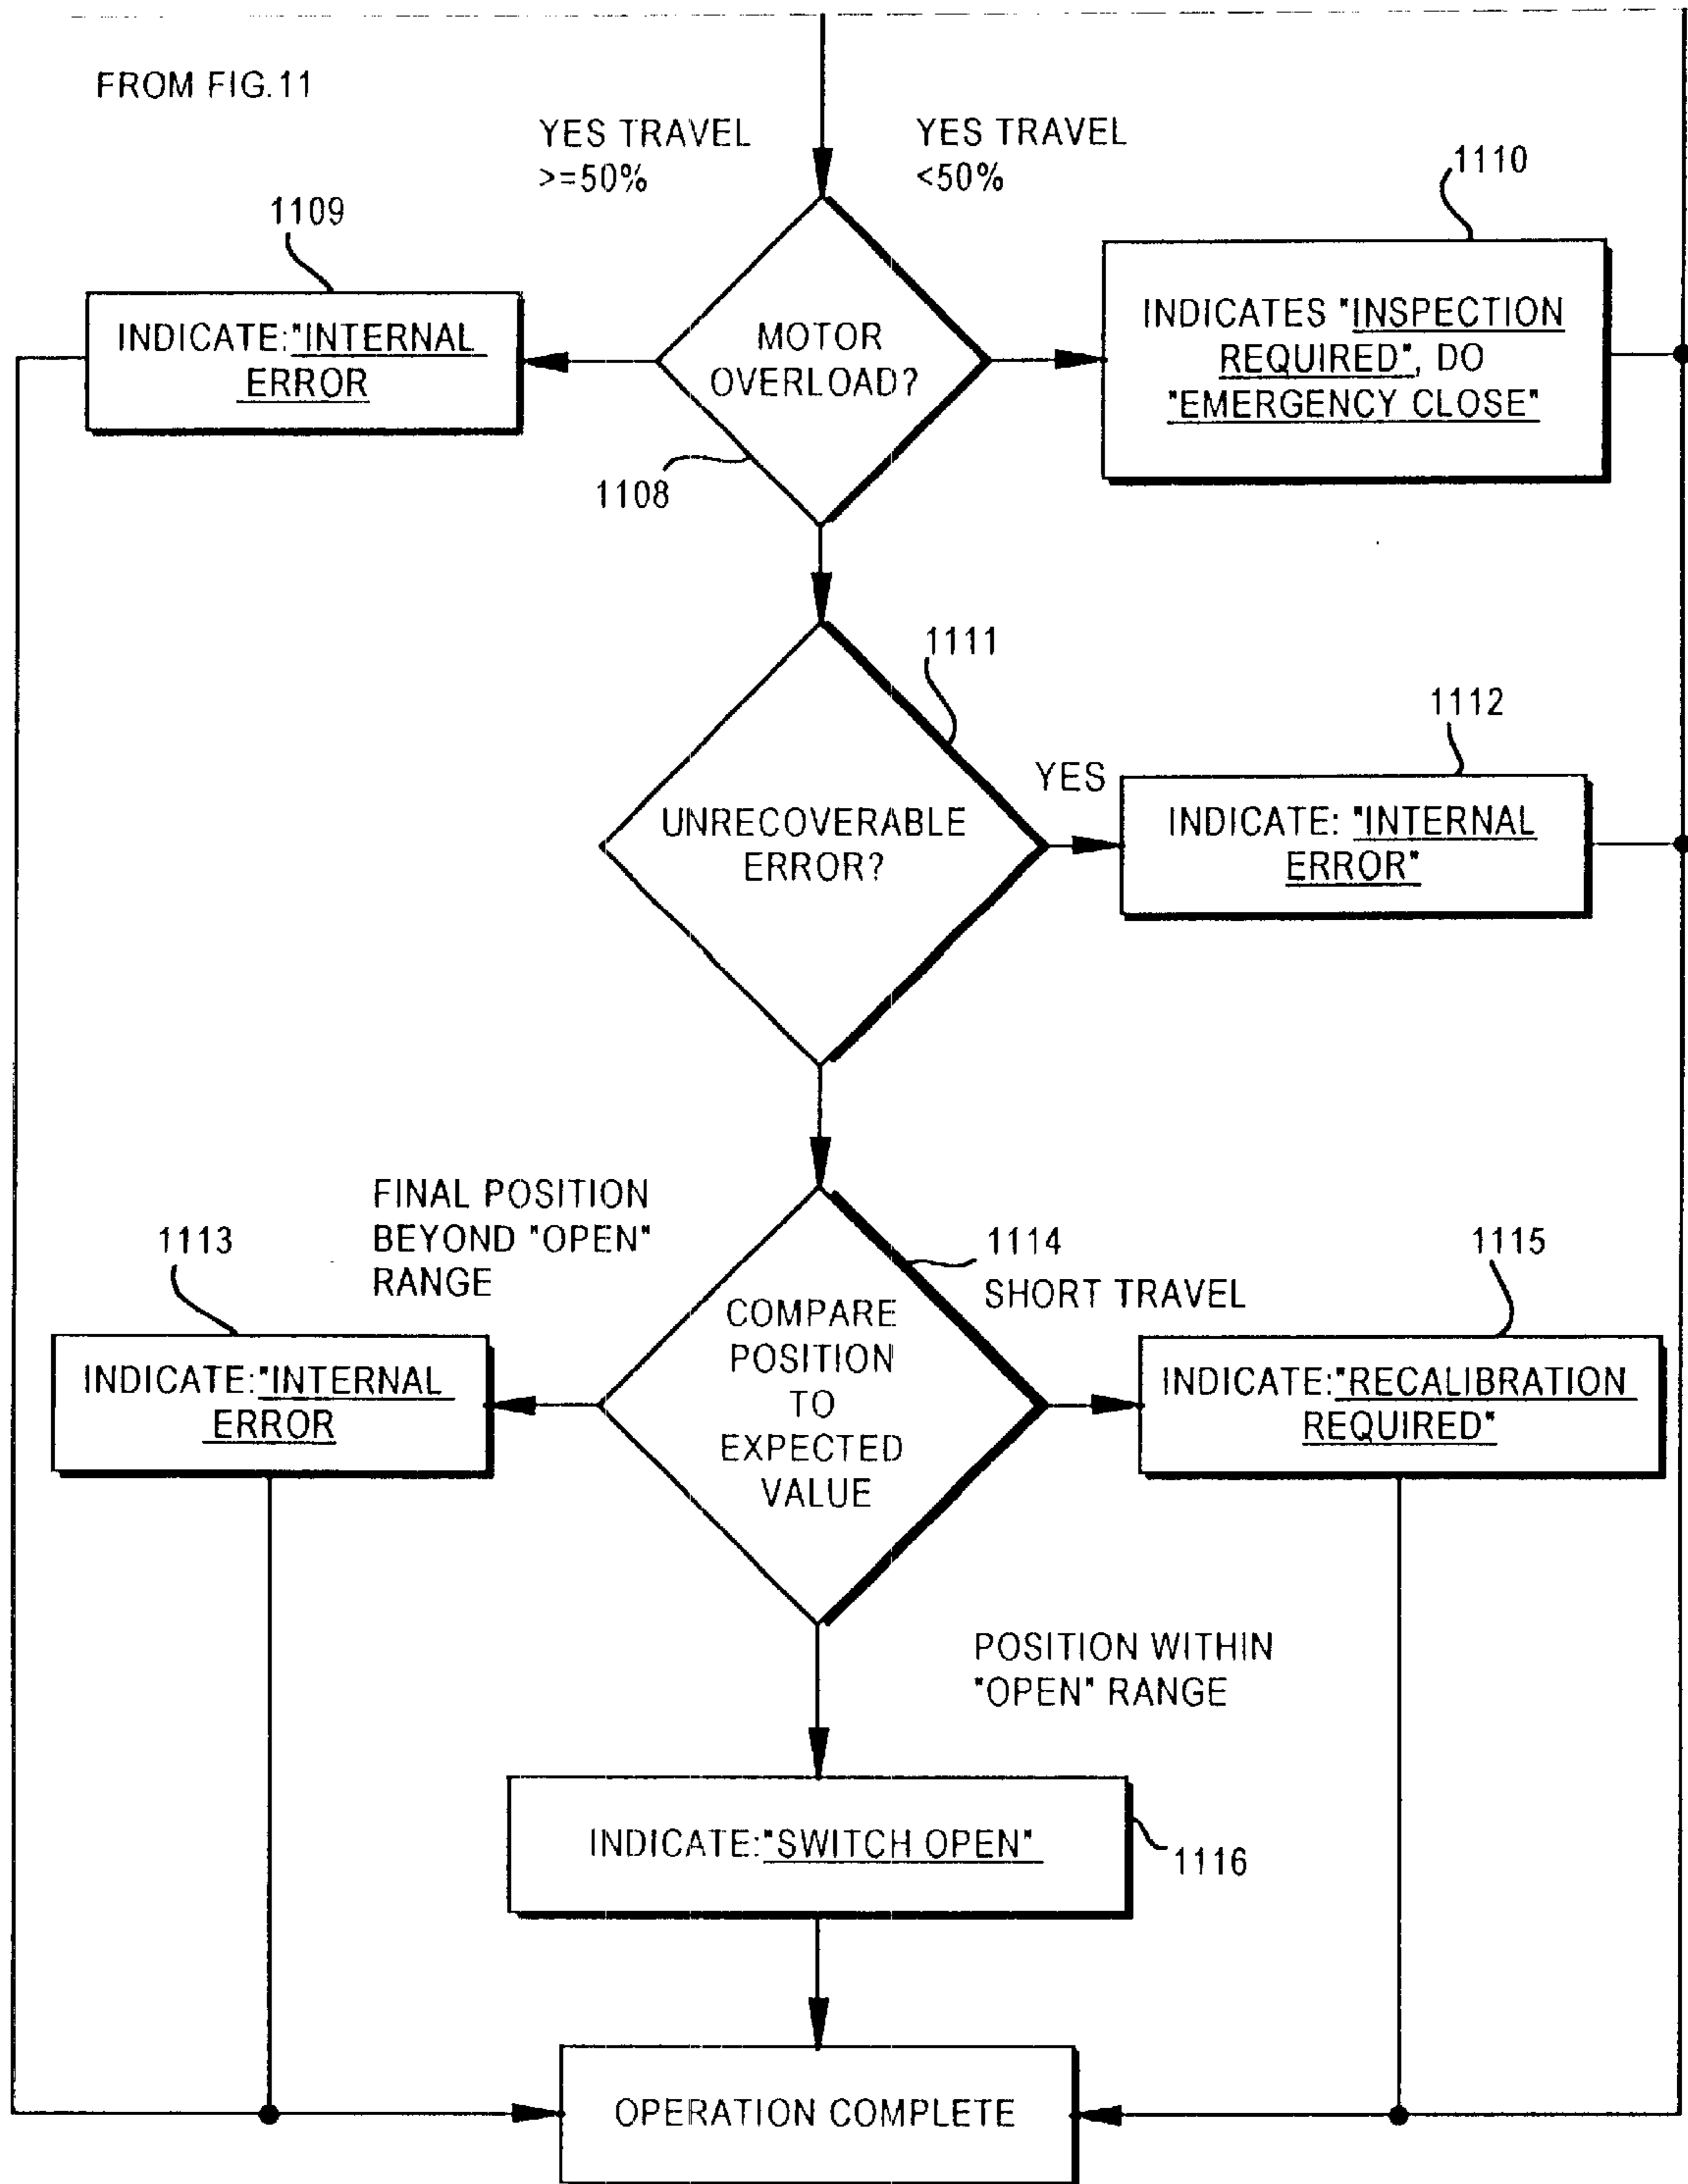 FROM FIG.11
YES TRAVEL
>=50%
YES TRAVEL
<50%
1110
1109
INDICATE:"INTERNAL
ERROR
MOTOR
OVERLOAD?
INDICATES "INSPECTION
REQUIRED", DO
"EMERGENCY CLOSE"
1108
1111
1112
YES
UNRECOVERABLE
ERROR?
INDICATE: "INTERNAL
ERROR"
FINAL POSITION
BEYOND "OPEN"
RANGE
1113
1114
SHORT TRAVEL
1115
INDICATE:"INTERNAL
ERROR
COMPARE
POSITION
TO
EXPECTED
VALUE
INDICATE:"RECALIBRATION
REQUIRED"
POSITION WITHIN
"OPEN" RANGE
INDICATE:"SWITCH OPEN"
1116
OPERATION COMPLETE